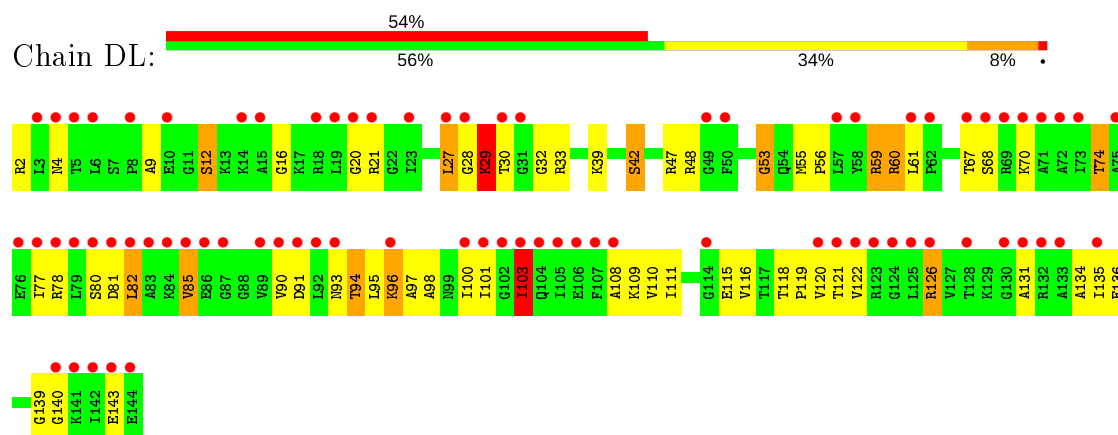 54%
Chain DL:
56% 34% 8% •
R2 L3 N4 T5 L6 S7 P8 A9 E10 G11 S12 K13 K14 A15 G16 K17 R18 L19 G20 R21 G22 I23 L27 G28 K29 T30 G31 G32 R33 K39 S42 R47 R48 G49 F50 G53 Q54 M55 P56 L57 Y58 R59 R60 L61 P62 T67 S68 R69 K70 A71 A72 I73 T74 A75
E76 I77 R78 L79 S80 D81 L82 A83 K84 V85 E86 G87 G88 V89 V90 D91 L92 N93 T94 L95 K96 A97 A98 N99 I100 I101 G102 I103 Q104 I105 E106 F107 A108 K109 V110 I111 G114 E115 V116 T117 T118 P119 V120 T121 V122 R123 G124 L125 R126 V127 T128 K129 G130 A131 R132 A133 A134 I135 E136
G139 G140 K141 I142 E143 E144